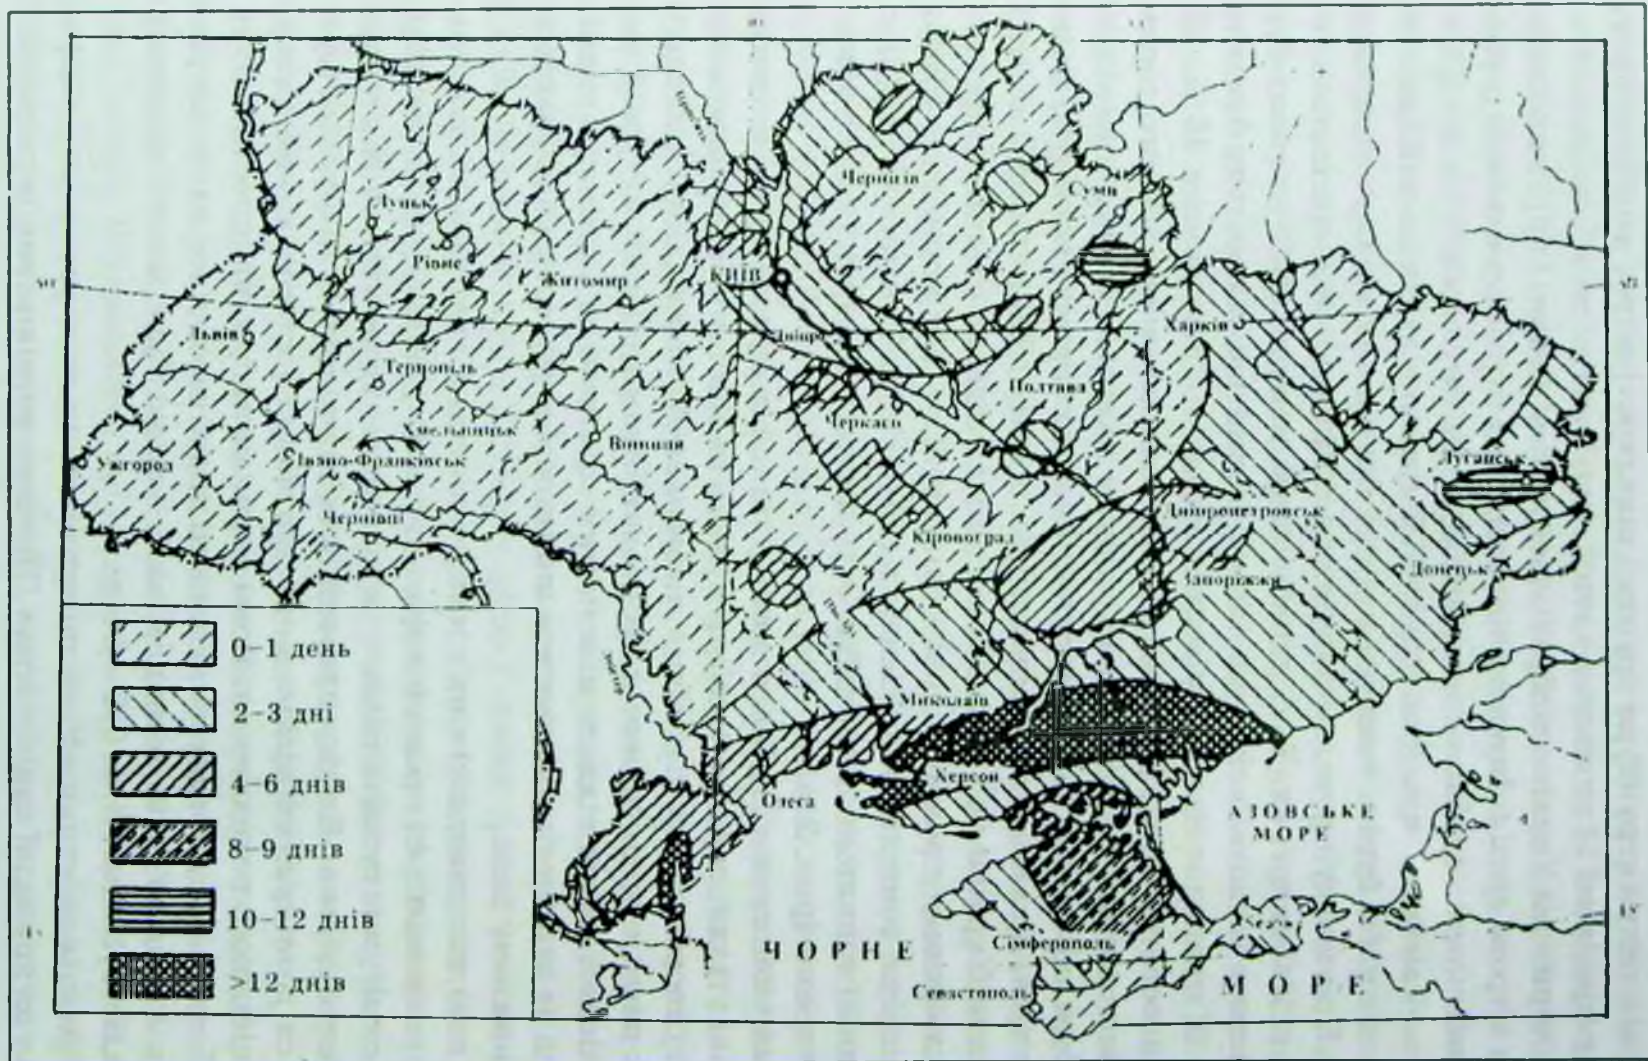 Чернігів
Суми
Луцьк
Рівне
Житомир
КИЇВ
Львів
Дніпро
Харків
Тернопіль
Полтава
Черкаси
Хмельницьк
Вінниця
Ужгород
Івано-Франківськ
Луганськ
Чернівці
Дніпропетровськ
Кіровоград
Запоріжжя
Донецьк
0–1 день
2–3 дні
4–6 днів
8–9 днів
10–12 днів
>12 днів
Миколаїв
Херсон
Одеса
АЗОВСЬКЕ
МОРЕ
Сімферополь
ЧОРНЕ
МОРЕ
Севастополь